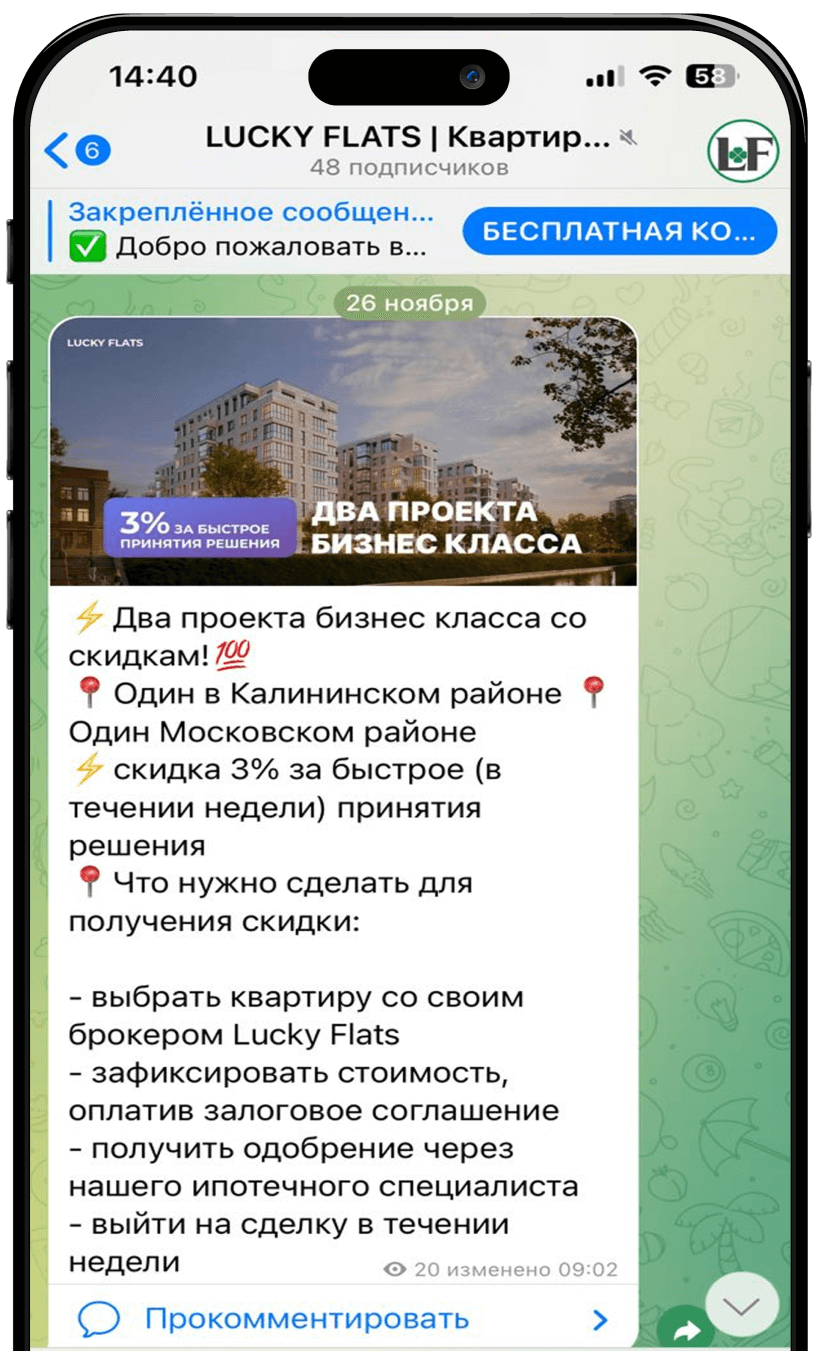 14:40
58
6
LUCKY FLATS | Квартир...
48 подписчиков
LF
Закреплённое сообщен...
✅ Добро пожаловать в...
БЕСПЛАТНАЯ КО...
26 ноября
LUCKY FLATS
3% ЗА БЫСТРОЕ
ПРИНЯТИЯ РЕШЕНИЯ
ДВА ПРОЕКТА
БИЗНЕС КЛАССА
⚡ Два проекта бизнес класса со
скидкам! 💯
📍 Один в Калининском районе 📍
Один Московском районе
⚡ скидка 3% за быстрое (в
течении недели) принятия
решения
📍 Что нужно сделать для
получения скидки:
- выбрать квартиру со своим
брокером Lucky Flats
- зафиксировать стоимость,
оплатив залоговое соглашение
- получить одобрение через
нашего ипотечного специалиста
- выйти на сделку в течении
недели
20 изменено 09:02
Прокомментировать